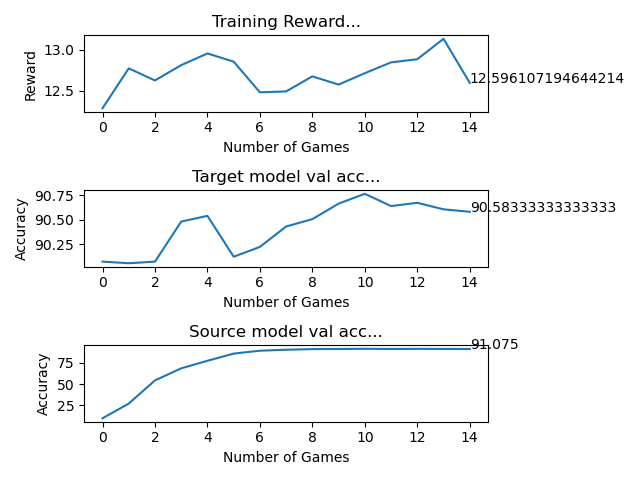 Training Reward...
13.0
12.5
Reward
12.596107194644214
0 2 4 6 8 10 12 14
Number of Games
Target model val acc...
90.75
90.50
90.25
Accuracy
90.58333333333333
0 2 4 6 8 10 12 14
Number of Games
Source model val acc...
91.075
75
50
25
Accuracy
0 2 4 6 8 10 12 14
Number of Games